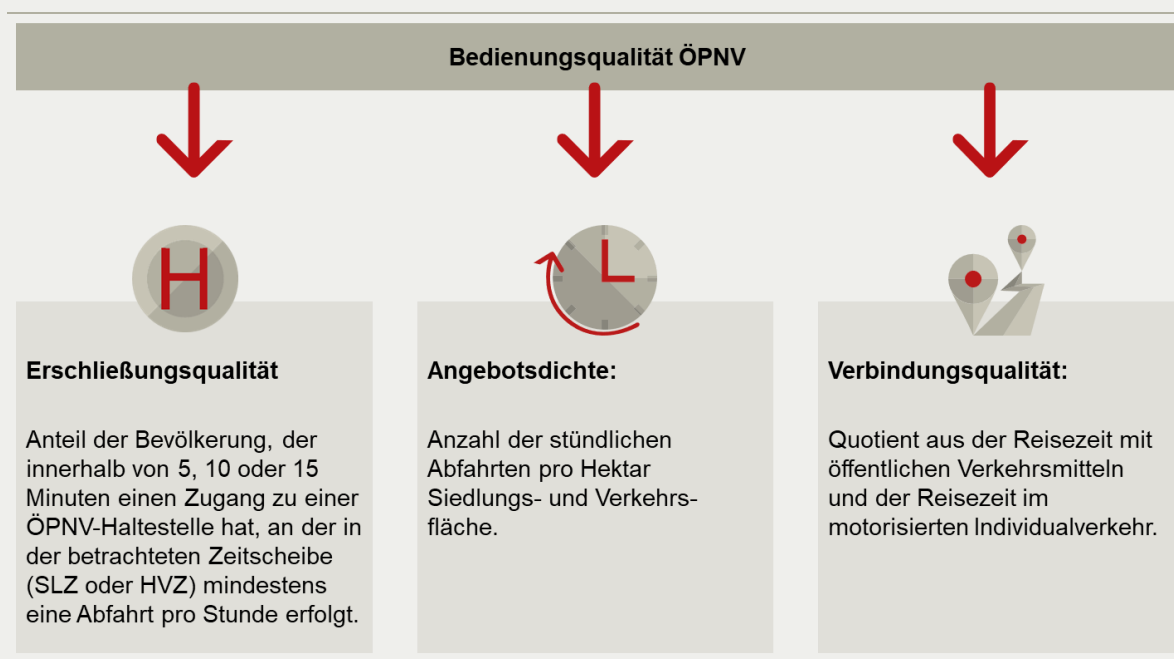 Bedienungsqualität ÖPNV
H
Erschließungsqualität
Anteil der Bevölkerung, der
innerhalb von 5, 10 oder 15
Minuten einen Zugang zu einer
ÖPNV-Haltestelle hat, an der in
der betrachteten Zeitscheibe
(SLZ oder HVZ) mindestens
eine Abfahrt pro Stunde erfolgt.
Angebotsdichte:
Anzahl der stündlichen
Abfahrten pro Hektar
Siedlungs- und Verkehrs-
fläche.
Verbindungsqualität:
Quotient aus der Reisezeit mit
öffentlichen Verkehrsmitteln
und der Reisezeit im
motorisierten Individualverkehr.